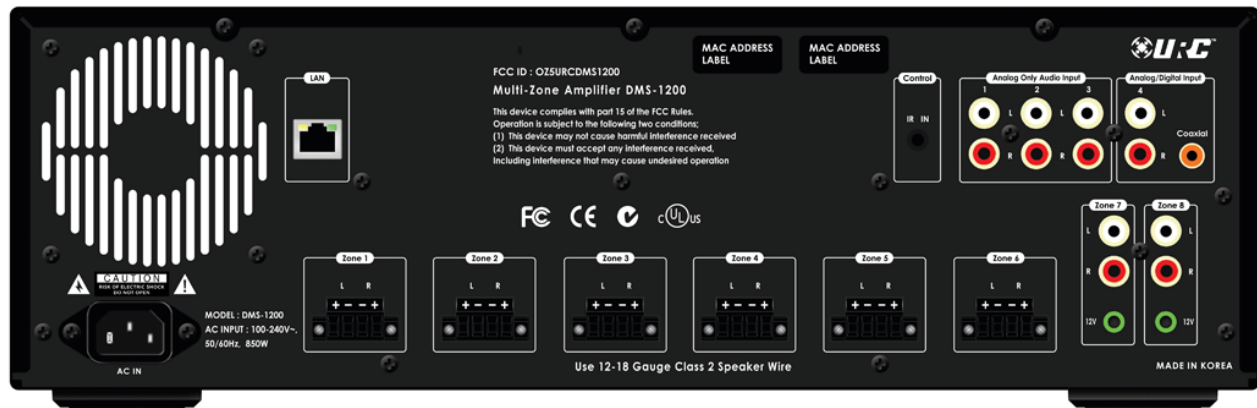 LAN
FCC ID : OZ5URCDMS1200
Multi-Zone Amplifier DMS-1200
This device complies with part 15 of the FCC Rules.
Operation is subject to the following two conditions;
(1) This device may not cause harmful interference received
(2) This device must accept any interference received,
Including interference that may cause undesired operation
MAC ADDRESS
LABEL
MAC ADDRESS
LABEL
URC™
Control
IR IN
Analog Only Audio Input
1 2 3
L
R
Analog/Digital Input
4
L
R
Coaxial
FC CE
c UL us
Zone 7
L
R
12V
Zone 8
L
R
12V
Zone 1
L R
+ - - +
Zone 2
L R
+ - - +
Zone 3
L R
+ - - +
Zone 4
L R
+ - - +
Zone 5
L R
+ - - +
Zone 6
L R
+ - - +
CAUTION
RISK OF ELECTRIC SHOCK
DO NOT OPEN
AC IN
MODEL : DMS-1200
AC INPUT : 100-240V~,
50/60Hz, 850W
Use 12-18 Gauge Class 2 Speaker Wire
MADE IN KOREA